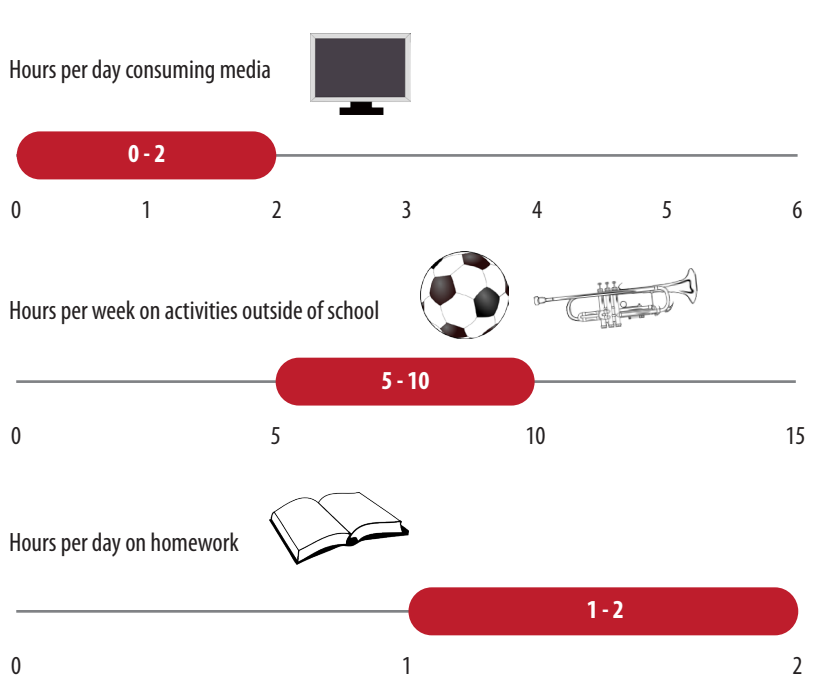 Hours per day consuming media
0 - 2
0 1 2 3 4 5 6
Hours per week on activities outside of school
5 - 10
0 5 10 15
Hours per day on homework
1 - 2
0 1 2